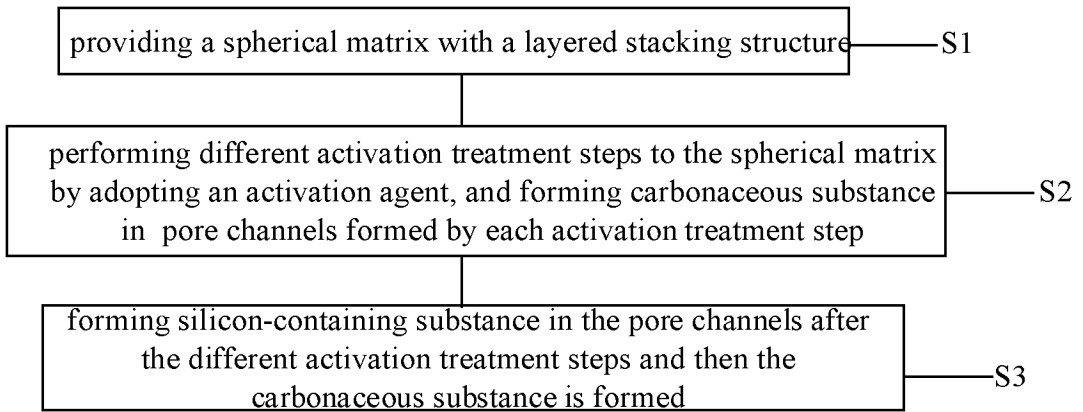 providing a spherical matrix with a layered stacking structure
S1
performing different activation treatment steps to the spherical matrix
by adopting an activation agent, and forming carbonaceous substance
in pore channels formed by each activation treatment step
S2
forming silicon-containing substance in the pore channels after
the different activation treatment steps and then the
carbonaceous substance is formed
S3